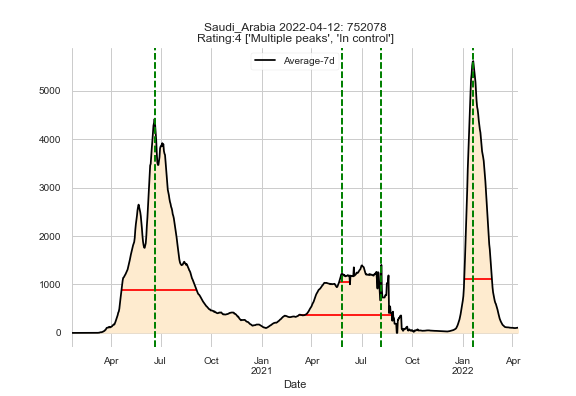 Saudi_Arabia 2022-04-12: 752078
Rating:4 ['Multiple peaks', 'In control']
Average-7d
5000
4000
3000
2000
1000
0
Apr Jul Oct Jan Apr Jul Oct Jan Apr
2021 2022
Date